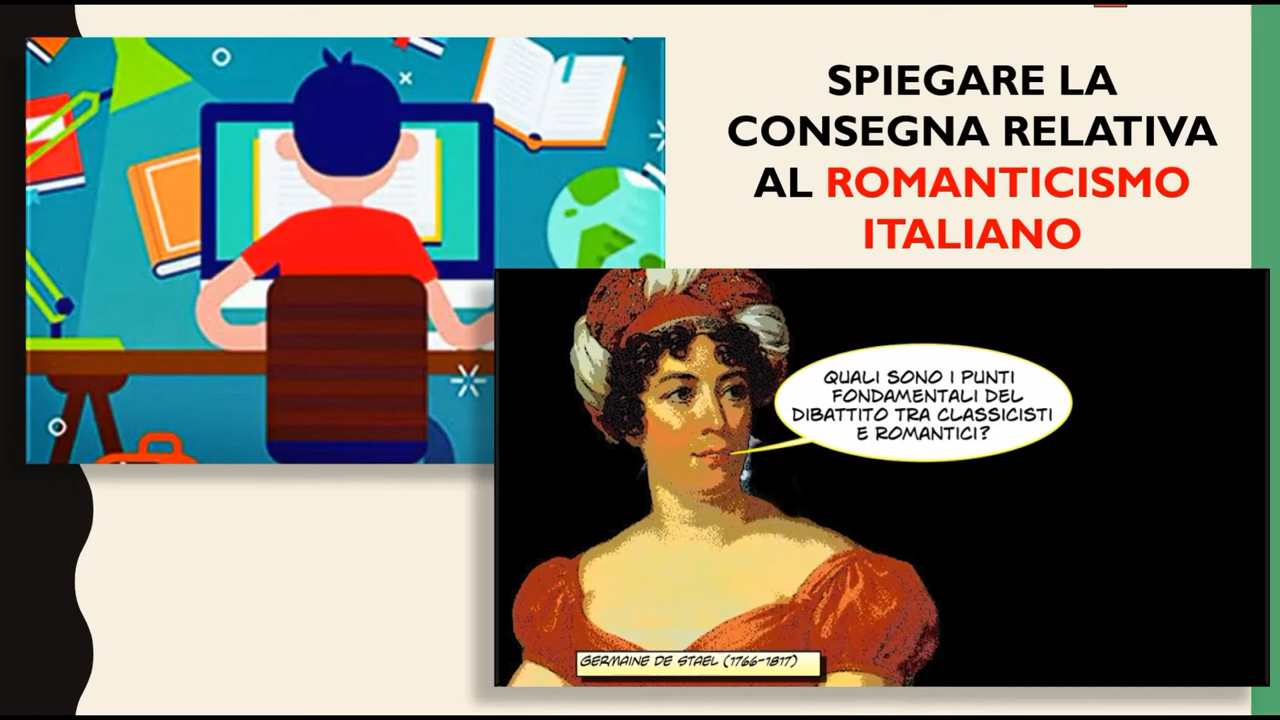 SPIEGARE LA
CONSEGNA RELATIVA
AL ROMANTICISMO
ITALIANO
QUALI SONO I PUNTI
FONDAMENTALI DEL
DIBATTITO TRA CLASSICISTI
E ROMANTICI?
GERMAINE DE STAEL (1766-1817)